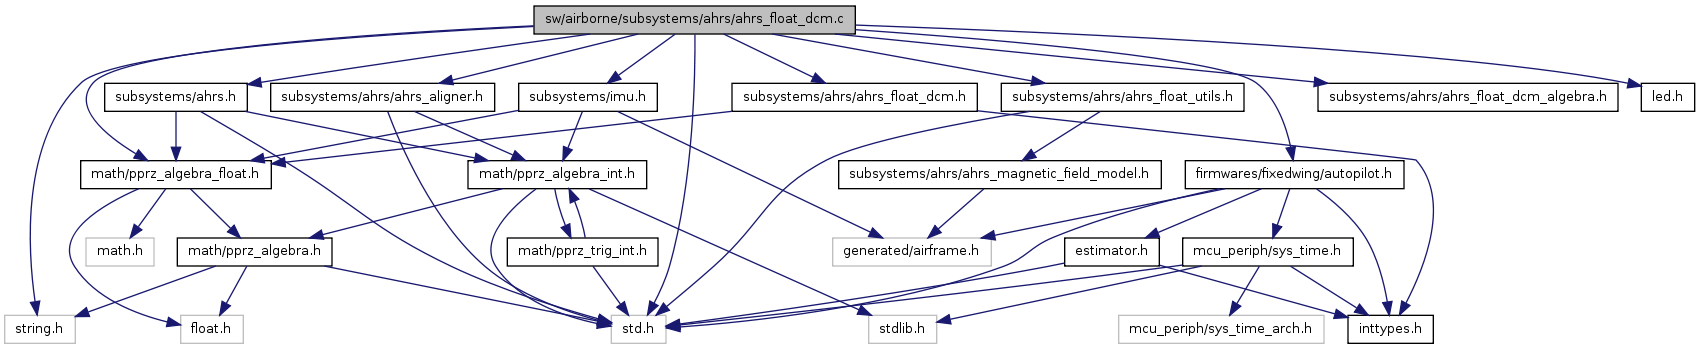 sw/airborne/subsystems/ahrs/ahrs_float_dcm.c
subsystems/ahrs.h
subsystems/ahrs/ahrs_aligner.h
subsystems/imu.h
subsystems/ahrs/ahrs_float_dcm.h
subsystems/ahrs/ahrs_float_utils.h
subsystems/ahrs/ahrs_float_dcm_algebra.h
led.h
math/pprz_algebra_float.h
math/pprz_algebra_int.h
subsystems/ahrs/ahrs_magnetic_field_model.h
firmwares/fixedwing/autopilot.h
math.h
math/pprz_algebra.h
math/pprz_trig_int.h
generated/airframe.h
estimator.h
mcu_periph/sys_time.h
string.h
float.h
std.h
stdlib.h
mcu_periph/sys_time_arch.h
inttypes.h